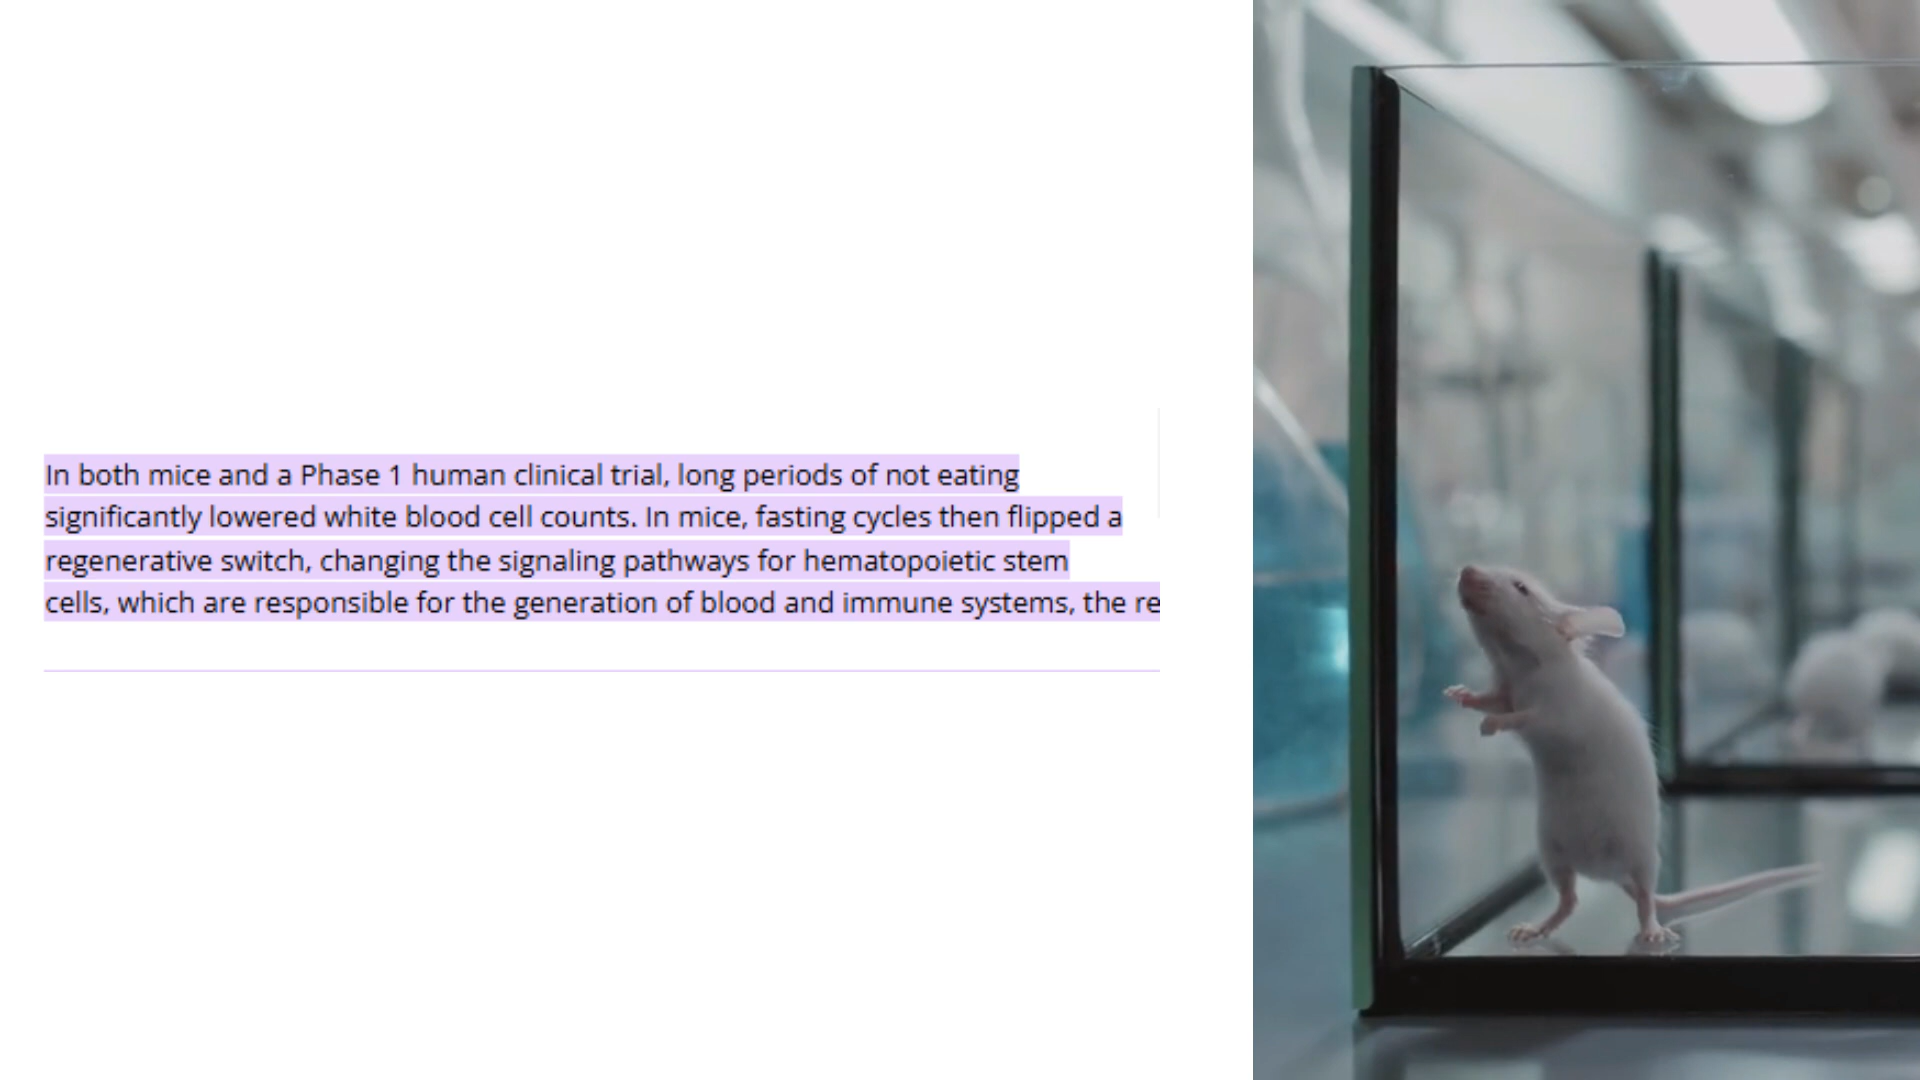 In both mice and a Phase 1 human clinical trial, long periods of not eating
significantly lowered white blood cell counts. In mice, fasting cycles then flipped a
regenerative switch, changing the signaling pathways for hematopoietic stem
cells, which are responsible for the generation of blood and immune systems, the re